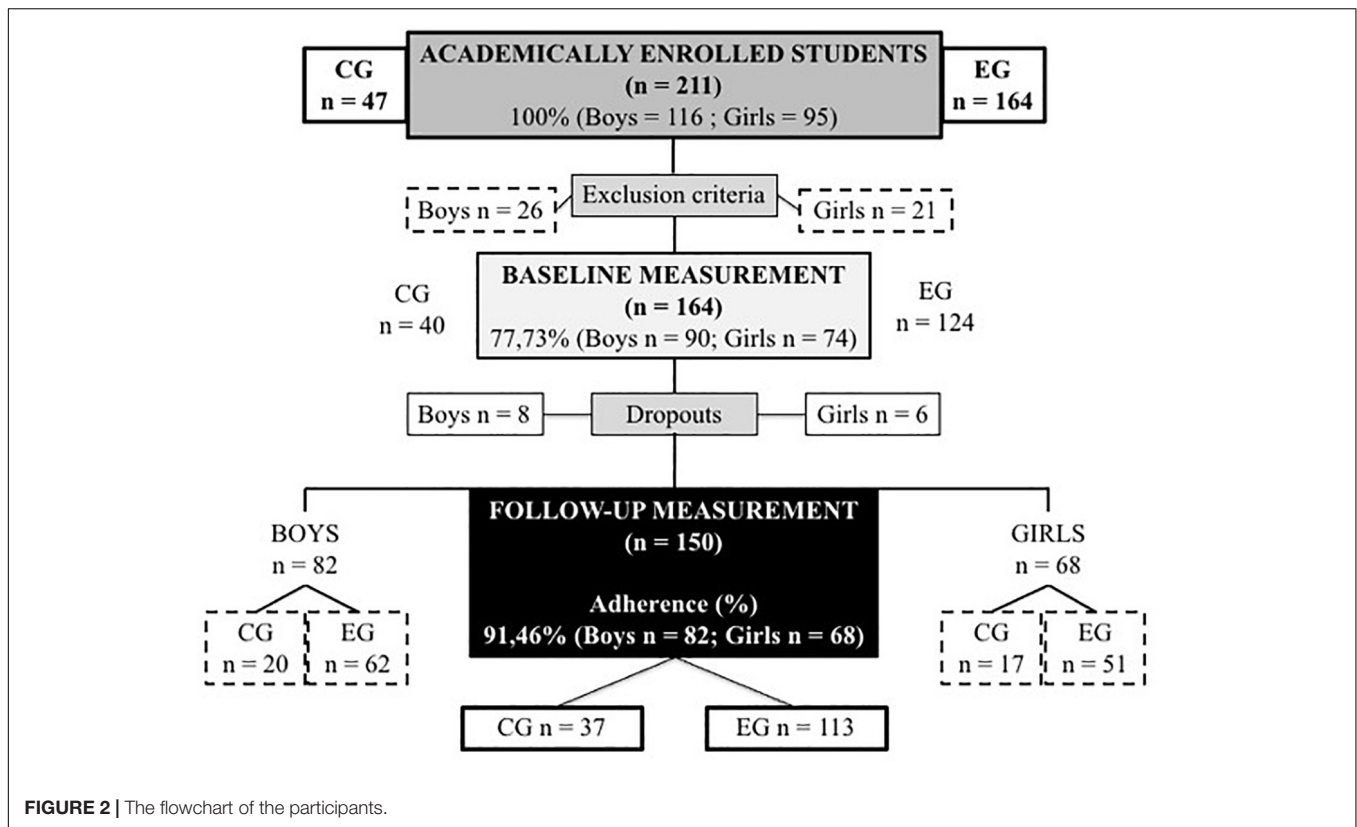 ACADEMICALLY ENROLLED STUDENTS
(n = 211)
100% (Boys = 116 ; Girls = 95)
CG
n = 47
EG
n = 164
Exclusion criteria
Boys n = 26
Girls n = 21
BASELINE MEASUREMENT
(n = 164)
77,73% (Boys n = 90; Girls n = 74)
CG
n = 40
EG
n = 124
Boys n = 8
Dropouts
Girls n = 6
FOLLOW-UP MEASUREMENT
(n = 150)
Adherence (%)
91,46% (Boys n = 82; Girls n = 68)
BOYS
n = 82
CG
n = 20
EG
n = 62
GIRLS
n = 68
CG
n = 17
EG
n = 51
CG n = 37
EG n = 113
FIGURE 2 | The flowchart of the participants.